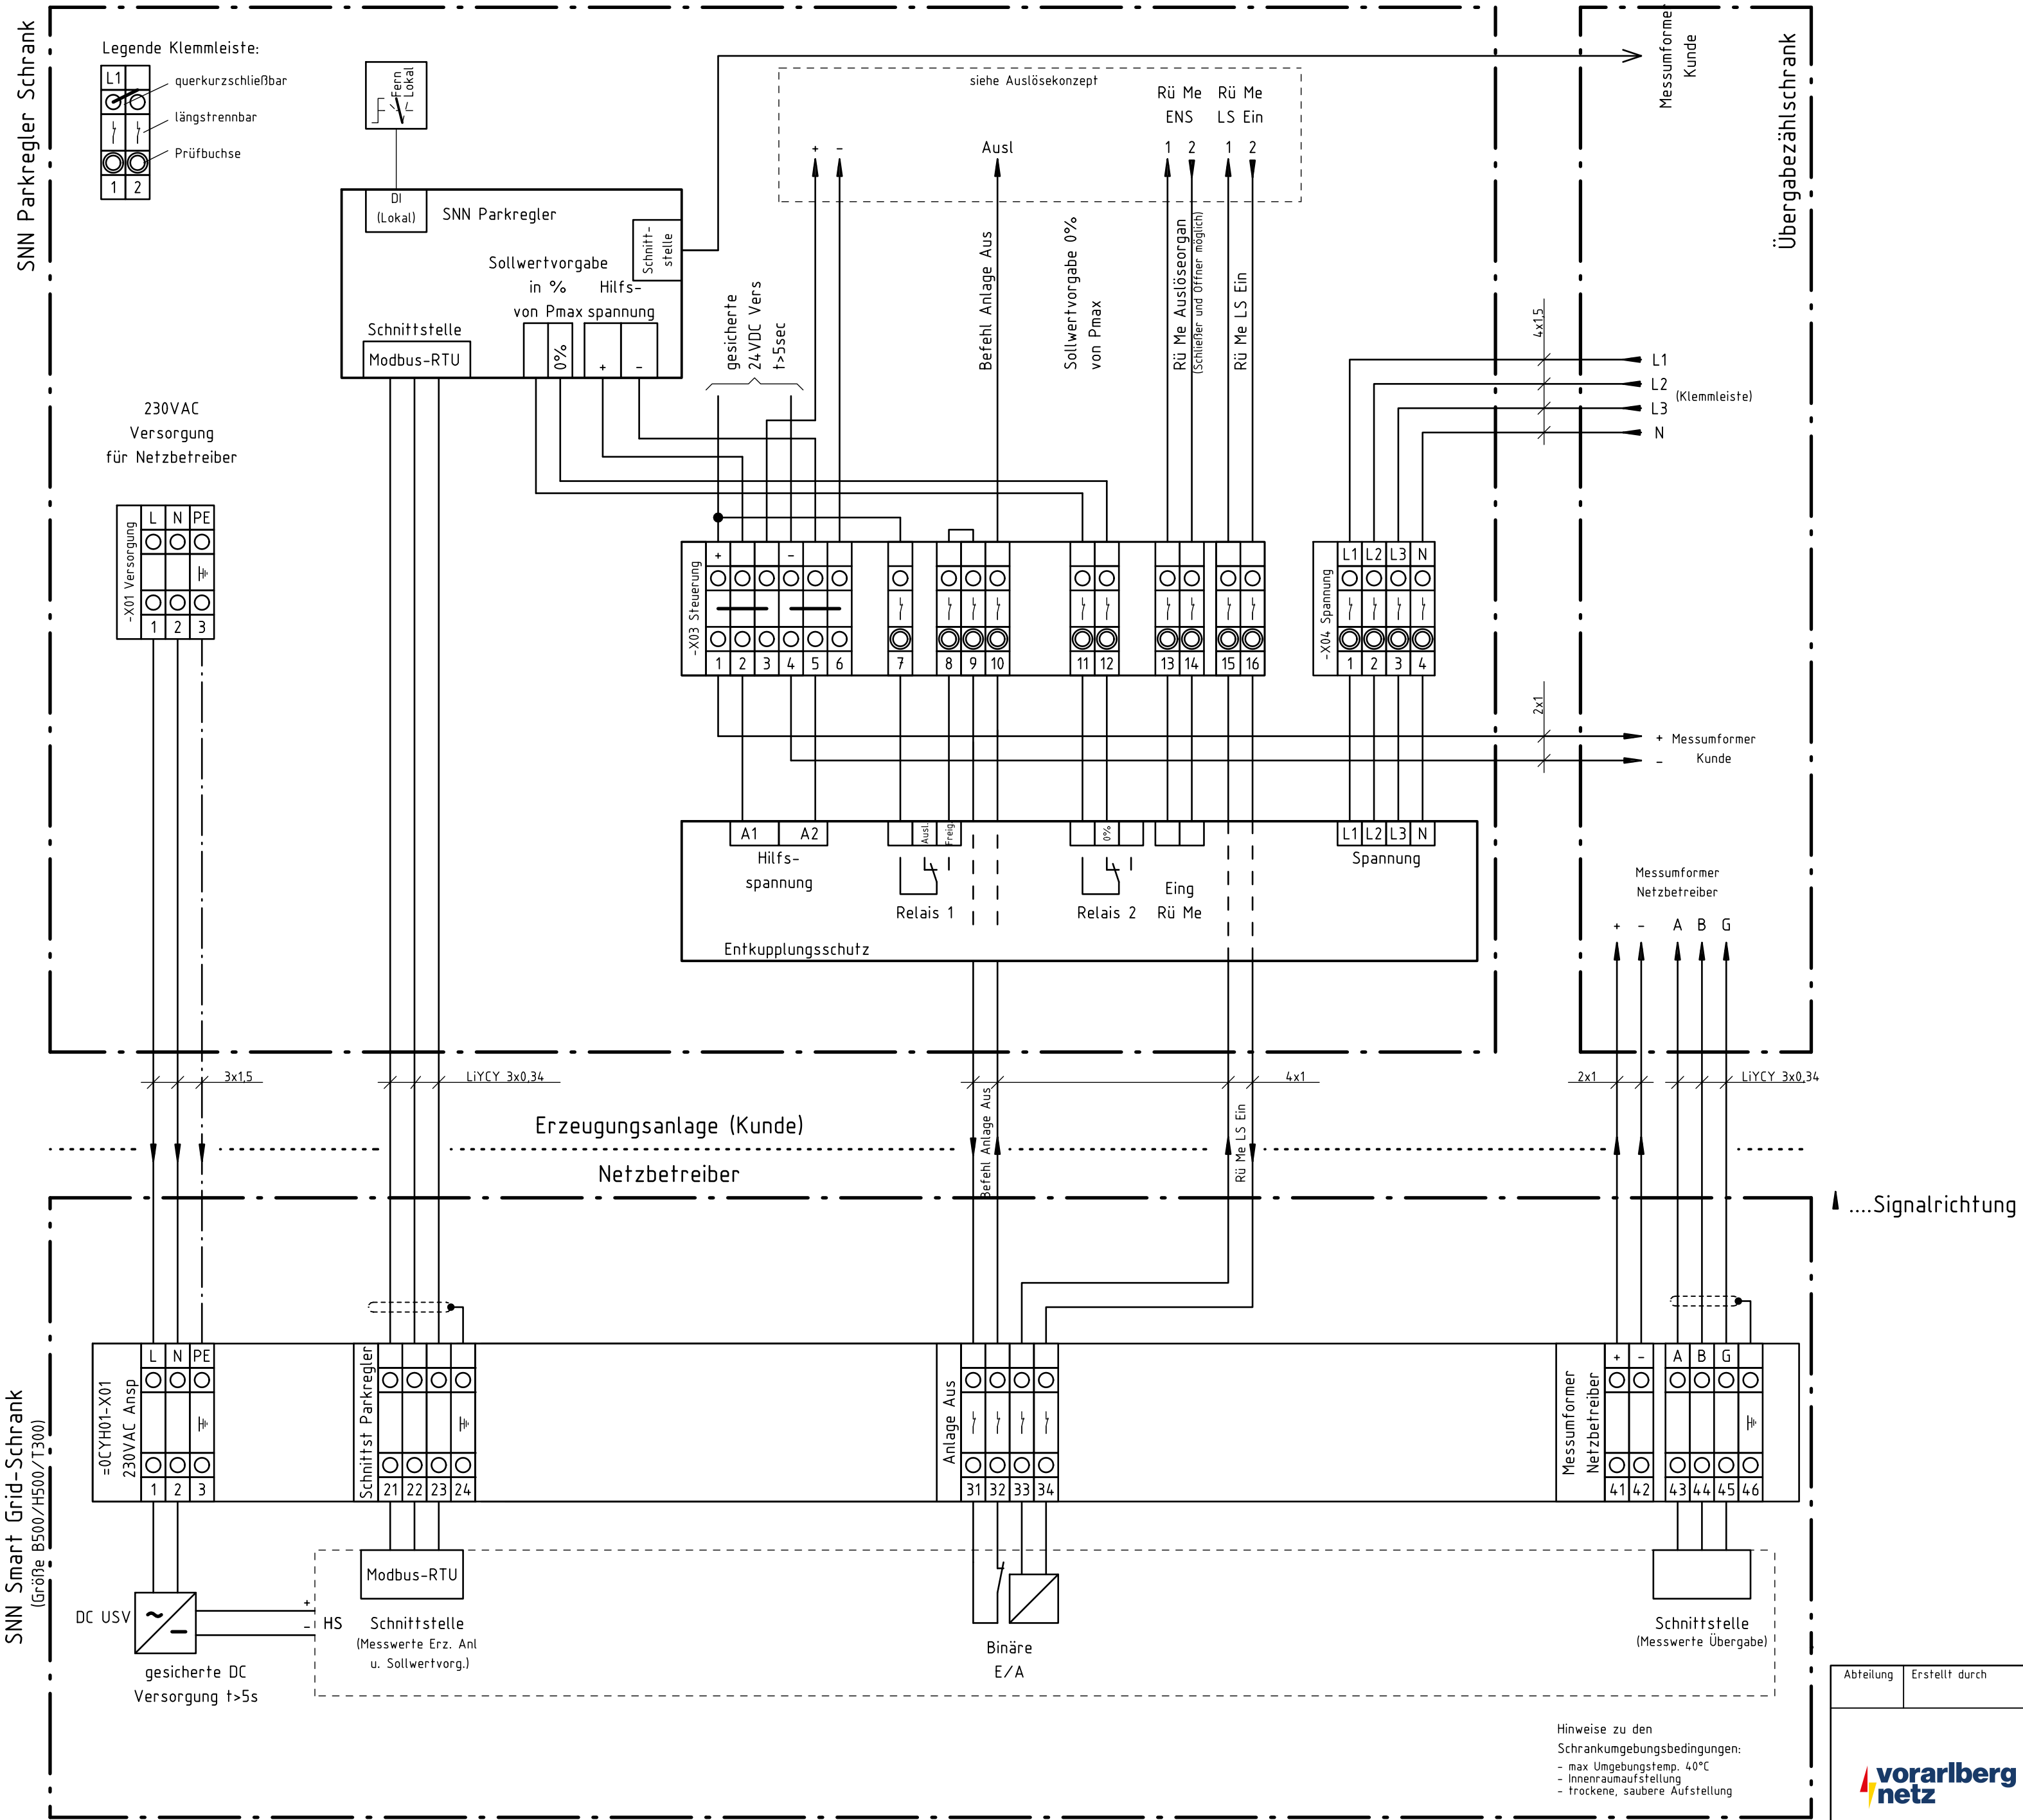 SNN Parkregler Schrank
Legende Klemmleiste:
L1
querkurzschließbar
längstrennbar
Prüfbuchse
1 2
Fern
Lokal
DI
(Lokal)
SNN Parkregler
Schnitt-
stelle
Sollwertvorgabe
in % Hilfs-
von Pmax spannung
Schnittstelle
Modbus-RTU
0%
+ -
gesicherte
24VDC Vers
t>5sec
siehe Auslösekonzept
+ -
Ausl
Rü Me
ENS
1 2
Rü Me
LS Ein
1 2
Befehl Anlage Aus
Sollwertvorgabe 0%
von Pmax
Rü Me Auslöseorgan
(Schließer und Öffner möglich)
Rü Me LS Ein
Messumformer
Kunde
Übergabezählschrank
4x1,5
L1
L2
L3
N
(Klemmleiste)
230VAC
Versorgung
für Netzbetreiber
-X01 Versorgung
L N PE
1 2 3
-X03 Steuerung
+ -
1 2 3 4 5 6 7 8 9 10 11 12 13 14 15 16
-X04 Spannung
L1 L2 L3 N
1 2 3 4
2x1
+ Messumformer
- Kunde
A1 A2
Hilfs-
spannung
Ausl.
Freig
Relais 1
0%
Relais 2
Eing
Rü Me
L1 L2 L3 N
Spannung
Entkupplungsschutz
Messumformer
Netzbetreiber
+ - A B G
3x1,5
LiYCY 3x0,34
4x1
2x1
LiYCY 3x0,34
Befehl Anlage Aus
Rü Me LS Ein
Erzeugungsanlage (Kunde)
Netzbetreiber
....Signalrichtung
SNN Smart Grid-Schrank
(Größe B500/H500/T300)
=0CYH01-X01
230VAC Ansp
L N PE
1 2 3
Schnittst Parkregler
21 22 23 24
Anlage Aus
31 32 33 34
Messumformer
Netzbetreiber
+ - A B G
41 42 43 44 45 46
DC USV
+
-
HS
gesicherte DC
Versorgung t>5s
Modbus-RTU
Schnittstelle
(Messwerte Erz. Anl
u. Sollwertvorg.)
Binäre
E/A
Schnittstelle
(Messwerte Übergabe)
Hinweise zu den
Schrankumgebungsbedingungen:
- max Umgebungstemp. 40°C
- Innenraumaufstellung
- trockene, saubere Aufstellung
Abteilung Erstellt durch
vorarlberg
netz